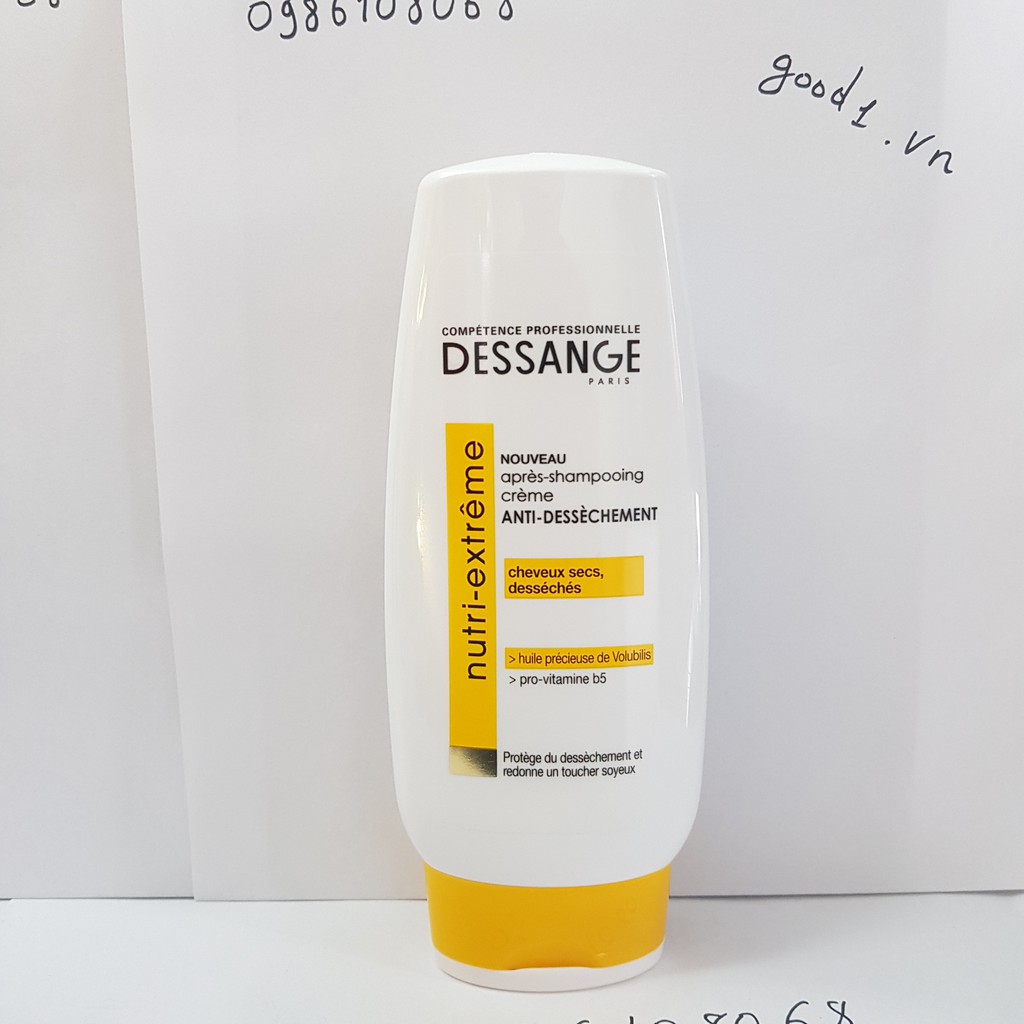 0986108068
good1.vn
COMPÉTENCE PROFESSIONNELLE
DESSANGE
PARIS
nutri-extrême
NOUVEAU
après-shampooing
crème
ANTI-DESSÈCHEMENT
cheveux secs,
desséchés
> huile précieuse de Volubilis
> pro-vitamine b5
Protège du dessèchement et
redonne un toucher soyeux